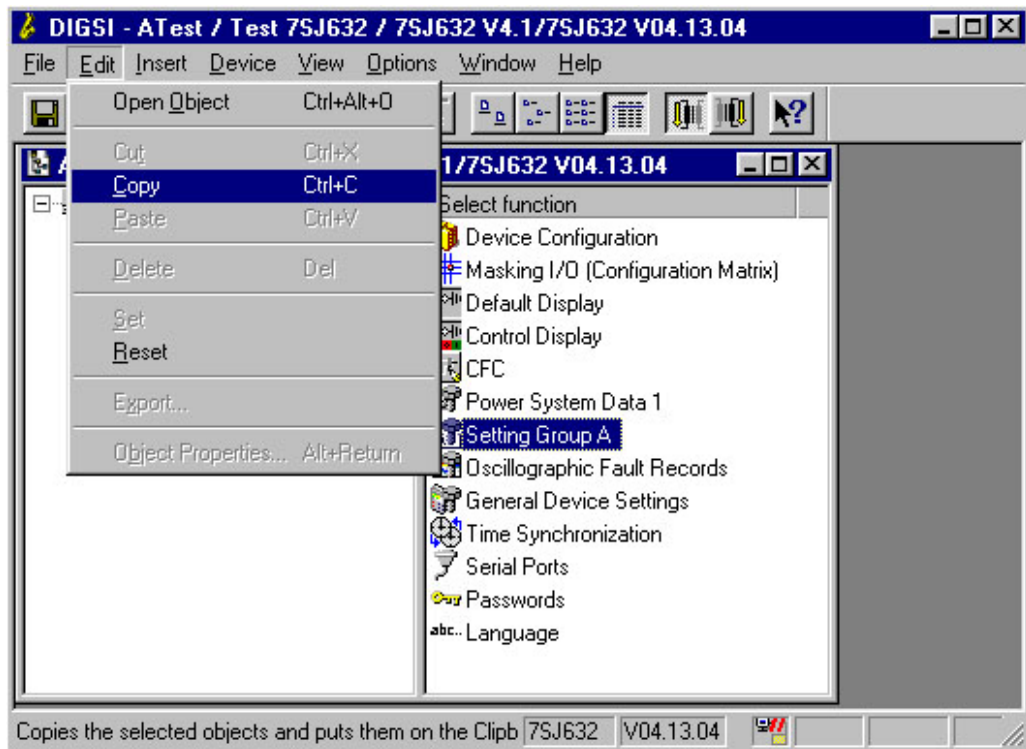 DIGSI - ATest / Test 7SJ632 / 7SJ632 V4.1/7SJ632 V04.13.04
File Edit Insert Device View Options Window Help
Open Object Ctrl+Alt+O
Cut Ctrl+X
Copy Ctrl+C
Paste Ctrl+V
Delete Del
Set
Reset
Export...
Object Properties... Alt+Return
A
1/7SJ632 V04.13.04
Select function
Device Configuration
Masking I/O (Configuration Matrix)
Default Display
Control Display
CFC
Power System Data 1
Setting Group A
Oscillographic Fault Records
General Device Settings
Time Synchronization
Serial Ports
Passwords
abc.. Language
Copies the selected objects and puts them on the Clipb 7SJ632 V04.13.04